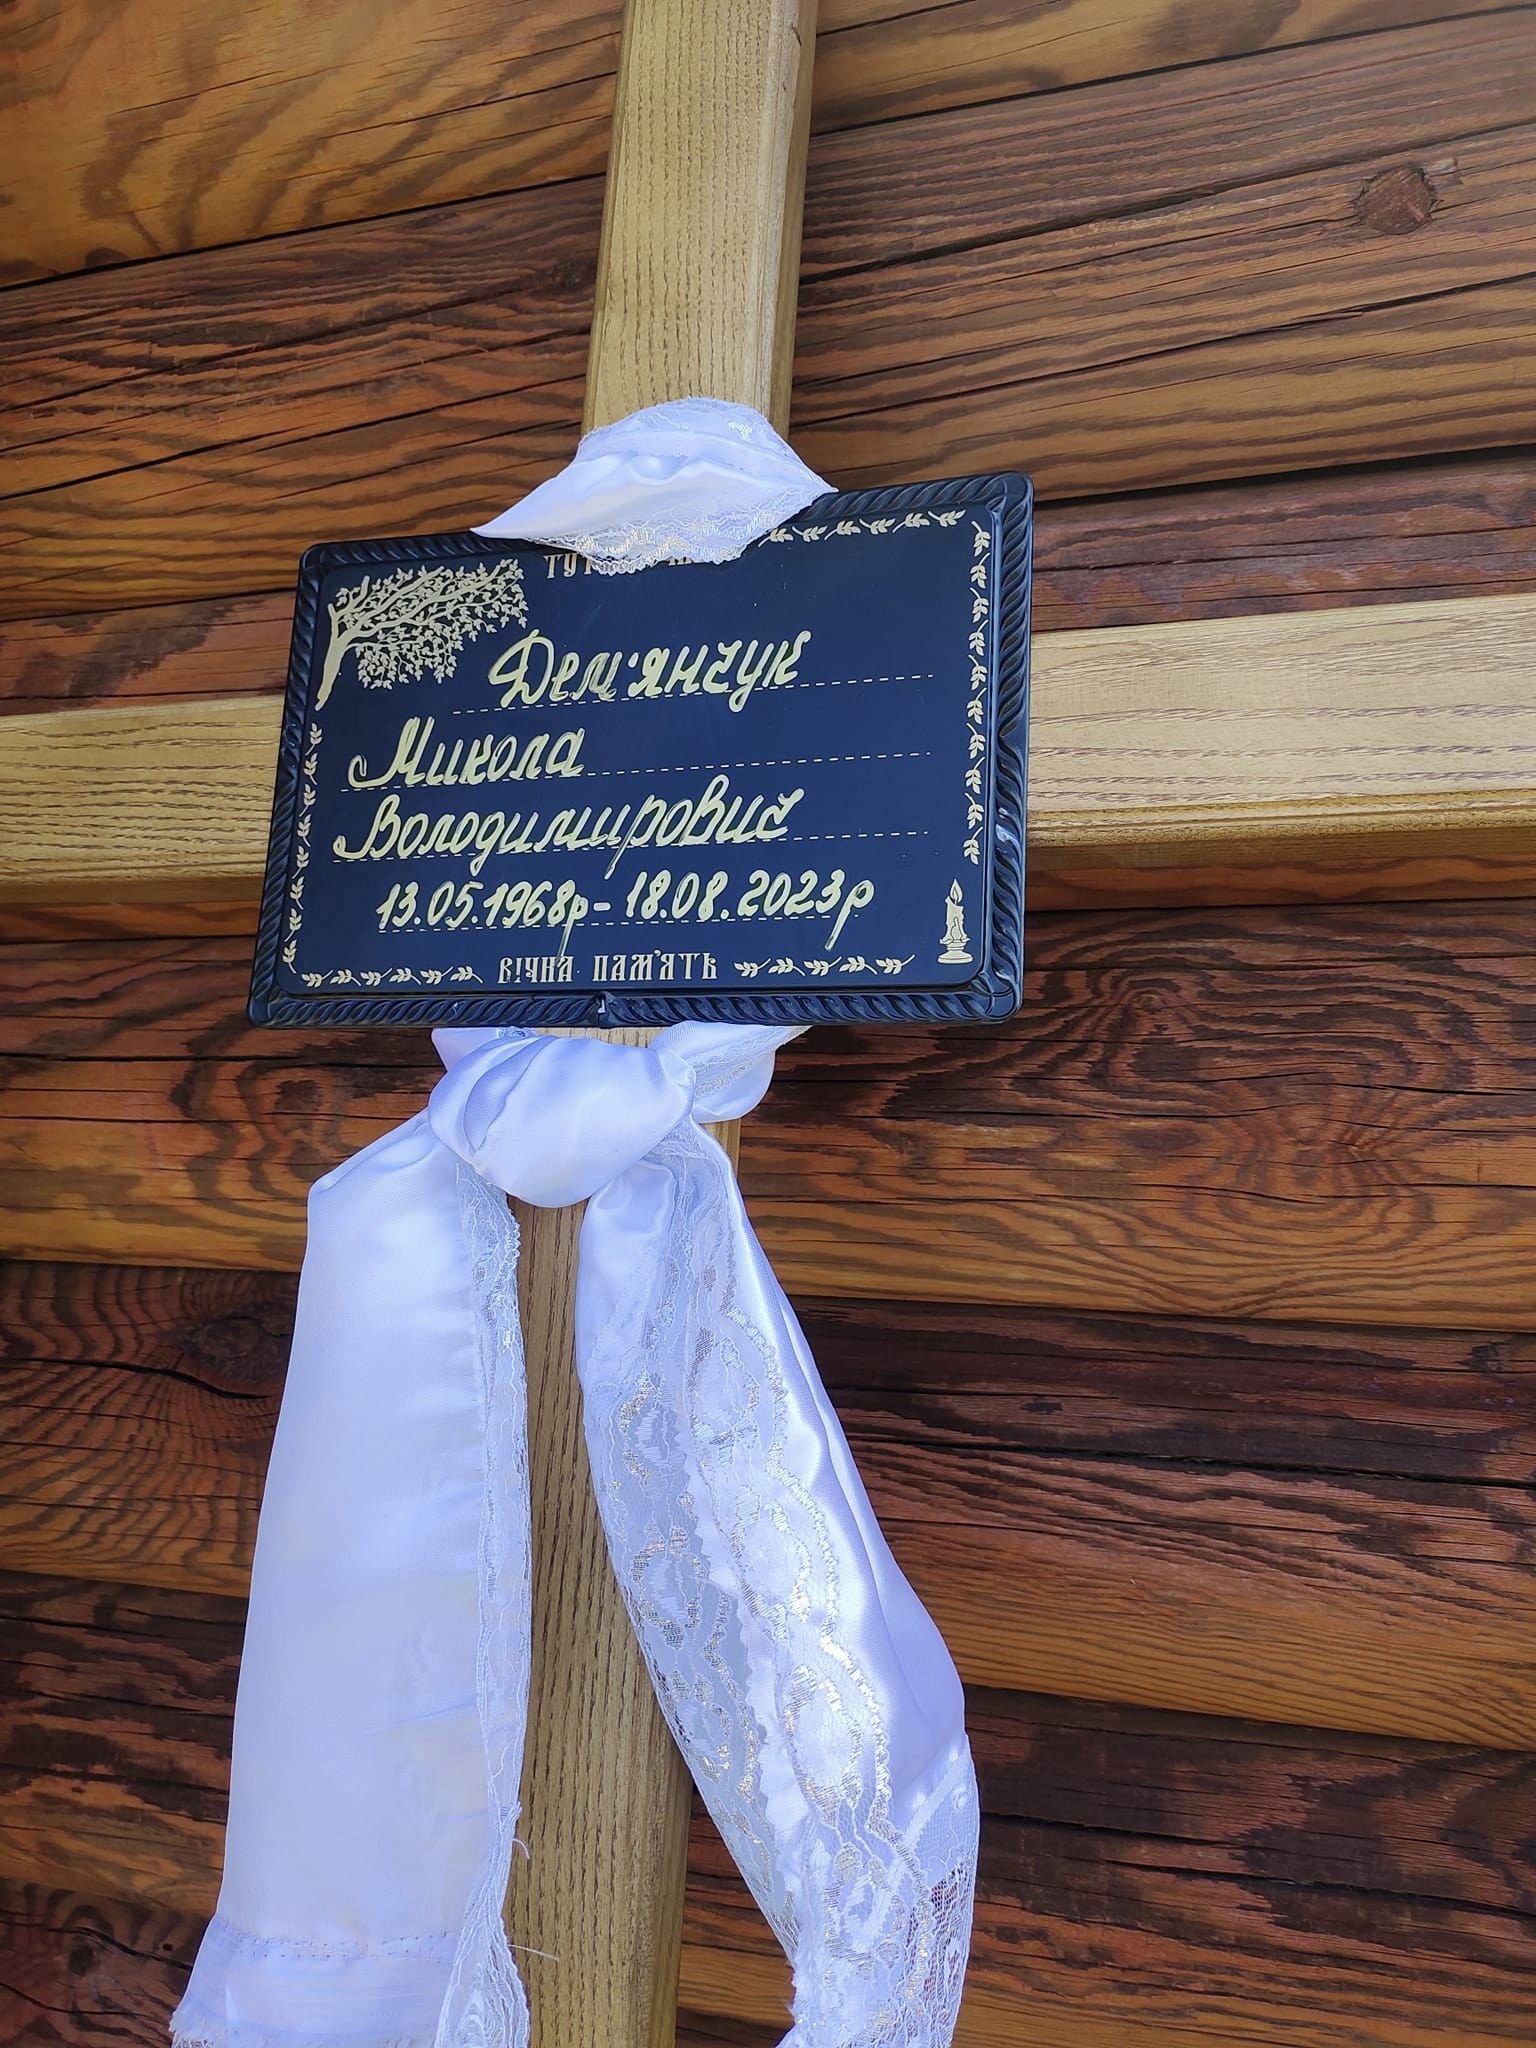 Дем'янчук
Микола
Володимирович
13.05.1968р - 18.08.2023р
ВІЧНА ПАМ'ЯТЬ